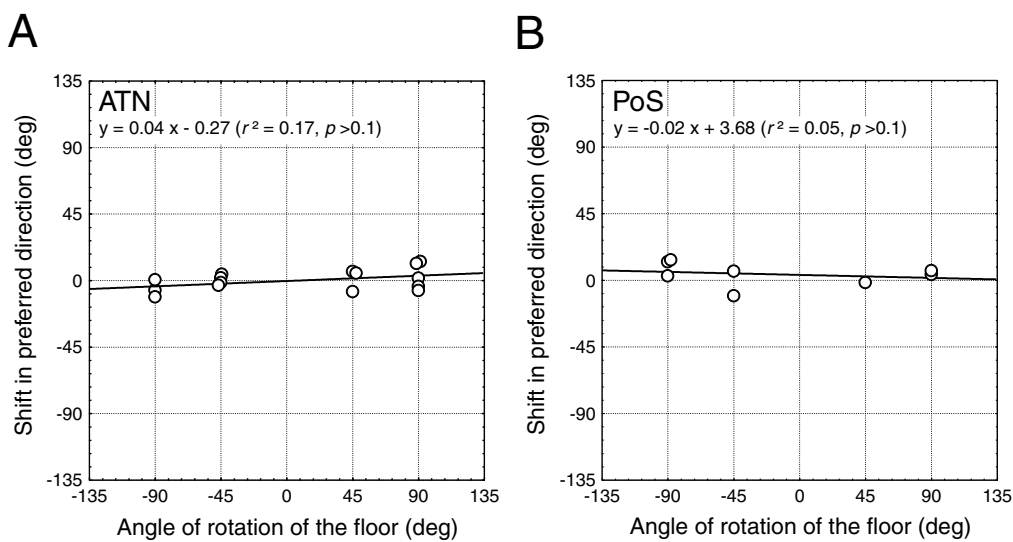 A
ATN
y = 0.04 x - 0.27 (r² = 0.17, p >0.1)
Shift in preferred direction (deg)
135
90
45
0
-45
-90
-135
-135 -90 -45 0 45 90 135
Angle of rotation of the floor (deg)
B
PoS
y = -0.02 x + 3.68 (r² = 0.05, p >0.1)
Shift in preferred direction (deg)
135
90
45
0
-45
-90
-135
-135 -90 -45 0 45 90 135
Angle of rotation of the floor (deg)